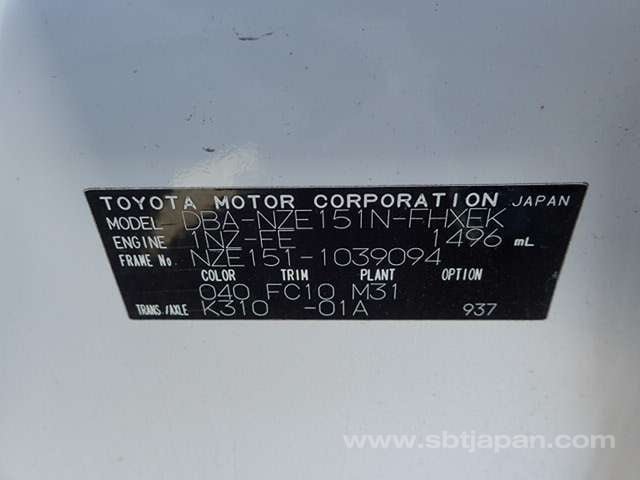 TOYOTA MOTOR CORPORATION JAPAN
MODEL DBA-NZE151N-FHXEK
ENGINE 1NZ-FE 1496 mL
FRAME No. NZE151-1039094
COLOR TRIM PLANT OPTION
040 FC10 M31
TRANS./AXLE K310 -01A 937
www.sbtjapan.com